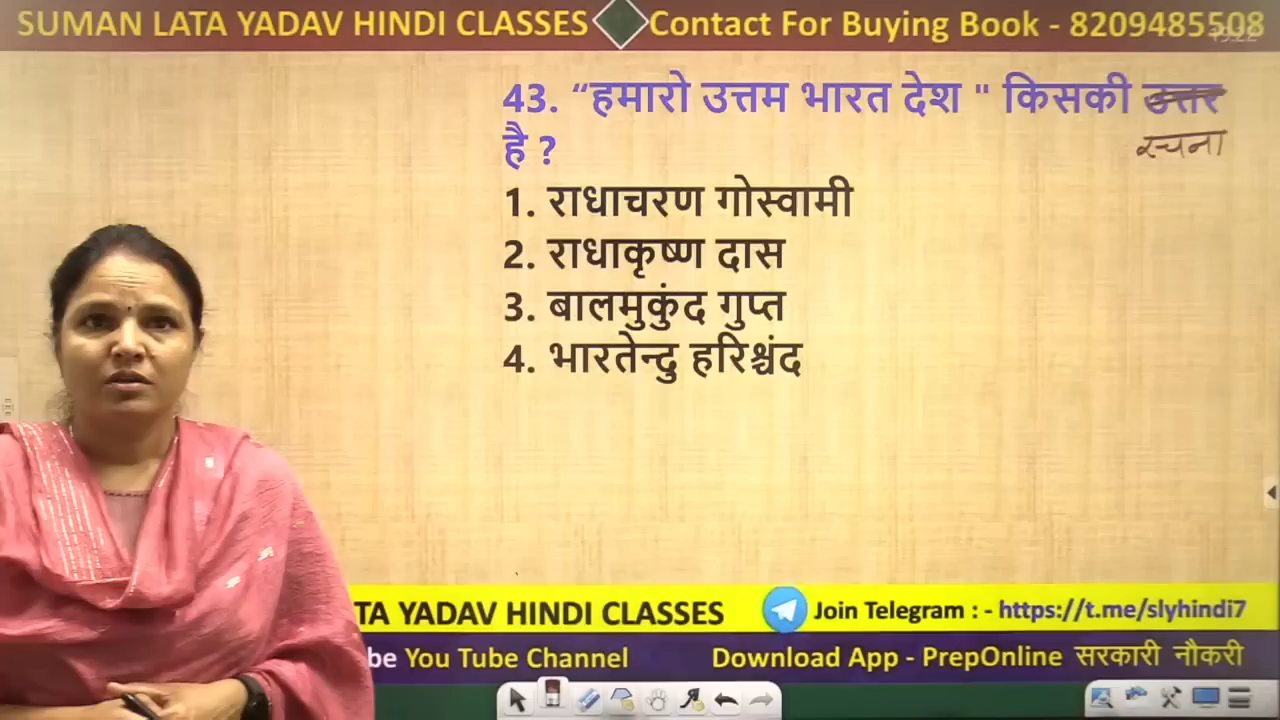 SUMAN LATA YADAV HINDI CLASSES Contact For Buying Book - 8209485508
43. “हमारो उत्तम भारत देश " किसकी उत्तर
रचना
है ?
1. राधाचरण गोस्वामी
2. राधाकृष्ण दास
3. बालमुकुंद गुप्त
4. भारतेन्दु हरिश्चंद
TA YADAV HINDI CLASSES Join Telegram : - https://t.me/slyhindi7
be You Tube Channel Download App - PrepOnline सरकारी नौकरी